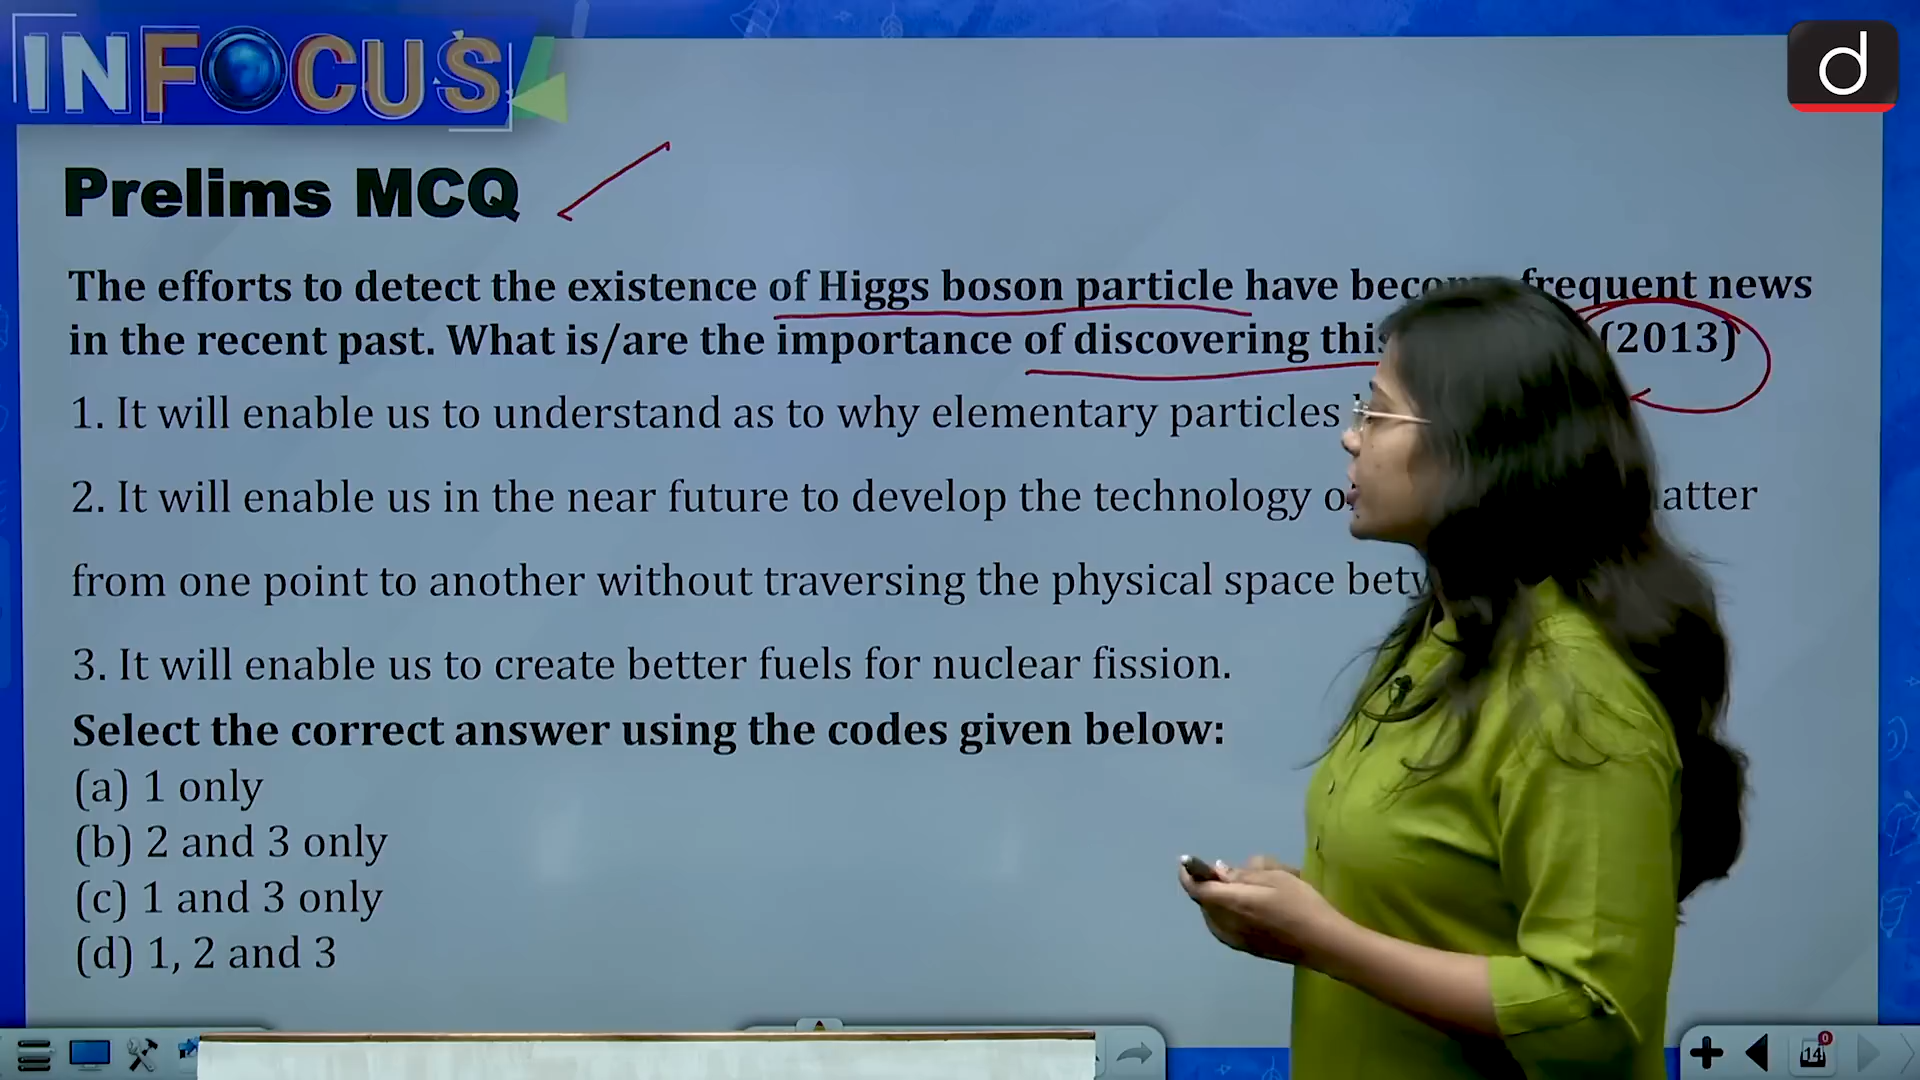 INFOCUS
d
Prelims MCQ
The efforts to detect the existence of Higgs boson particle have become frequent news
in the recent past. What is/are the importance of discovering this (2013)
1. It will enable us to understand as to why elementary particles
2. It will enable us in the near future to develop the technology
from one point to another without traversing the physical space
3. It will enable us to create better fuels for nuclear fission.
Select the correct answer using the codes given below:
(a) 1 only
(b) 2 and 3 only
(c) 1 and 3 only
(d) 1, 2 and 3
0
14